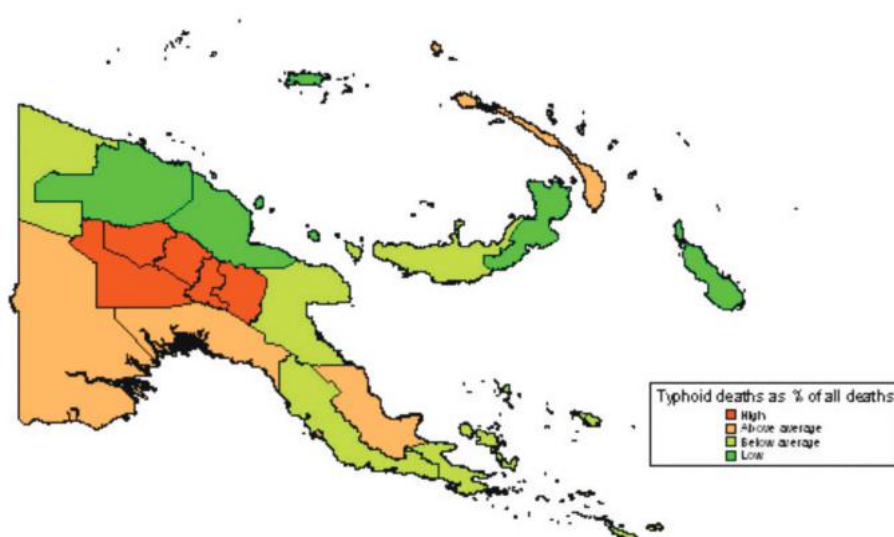 Typhoid deaths as % of all deaths
High
Above average
Below average
Low